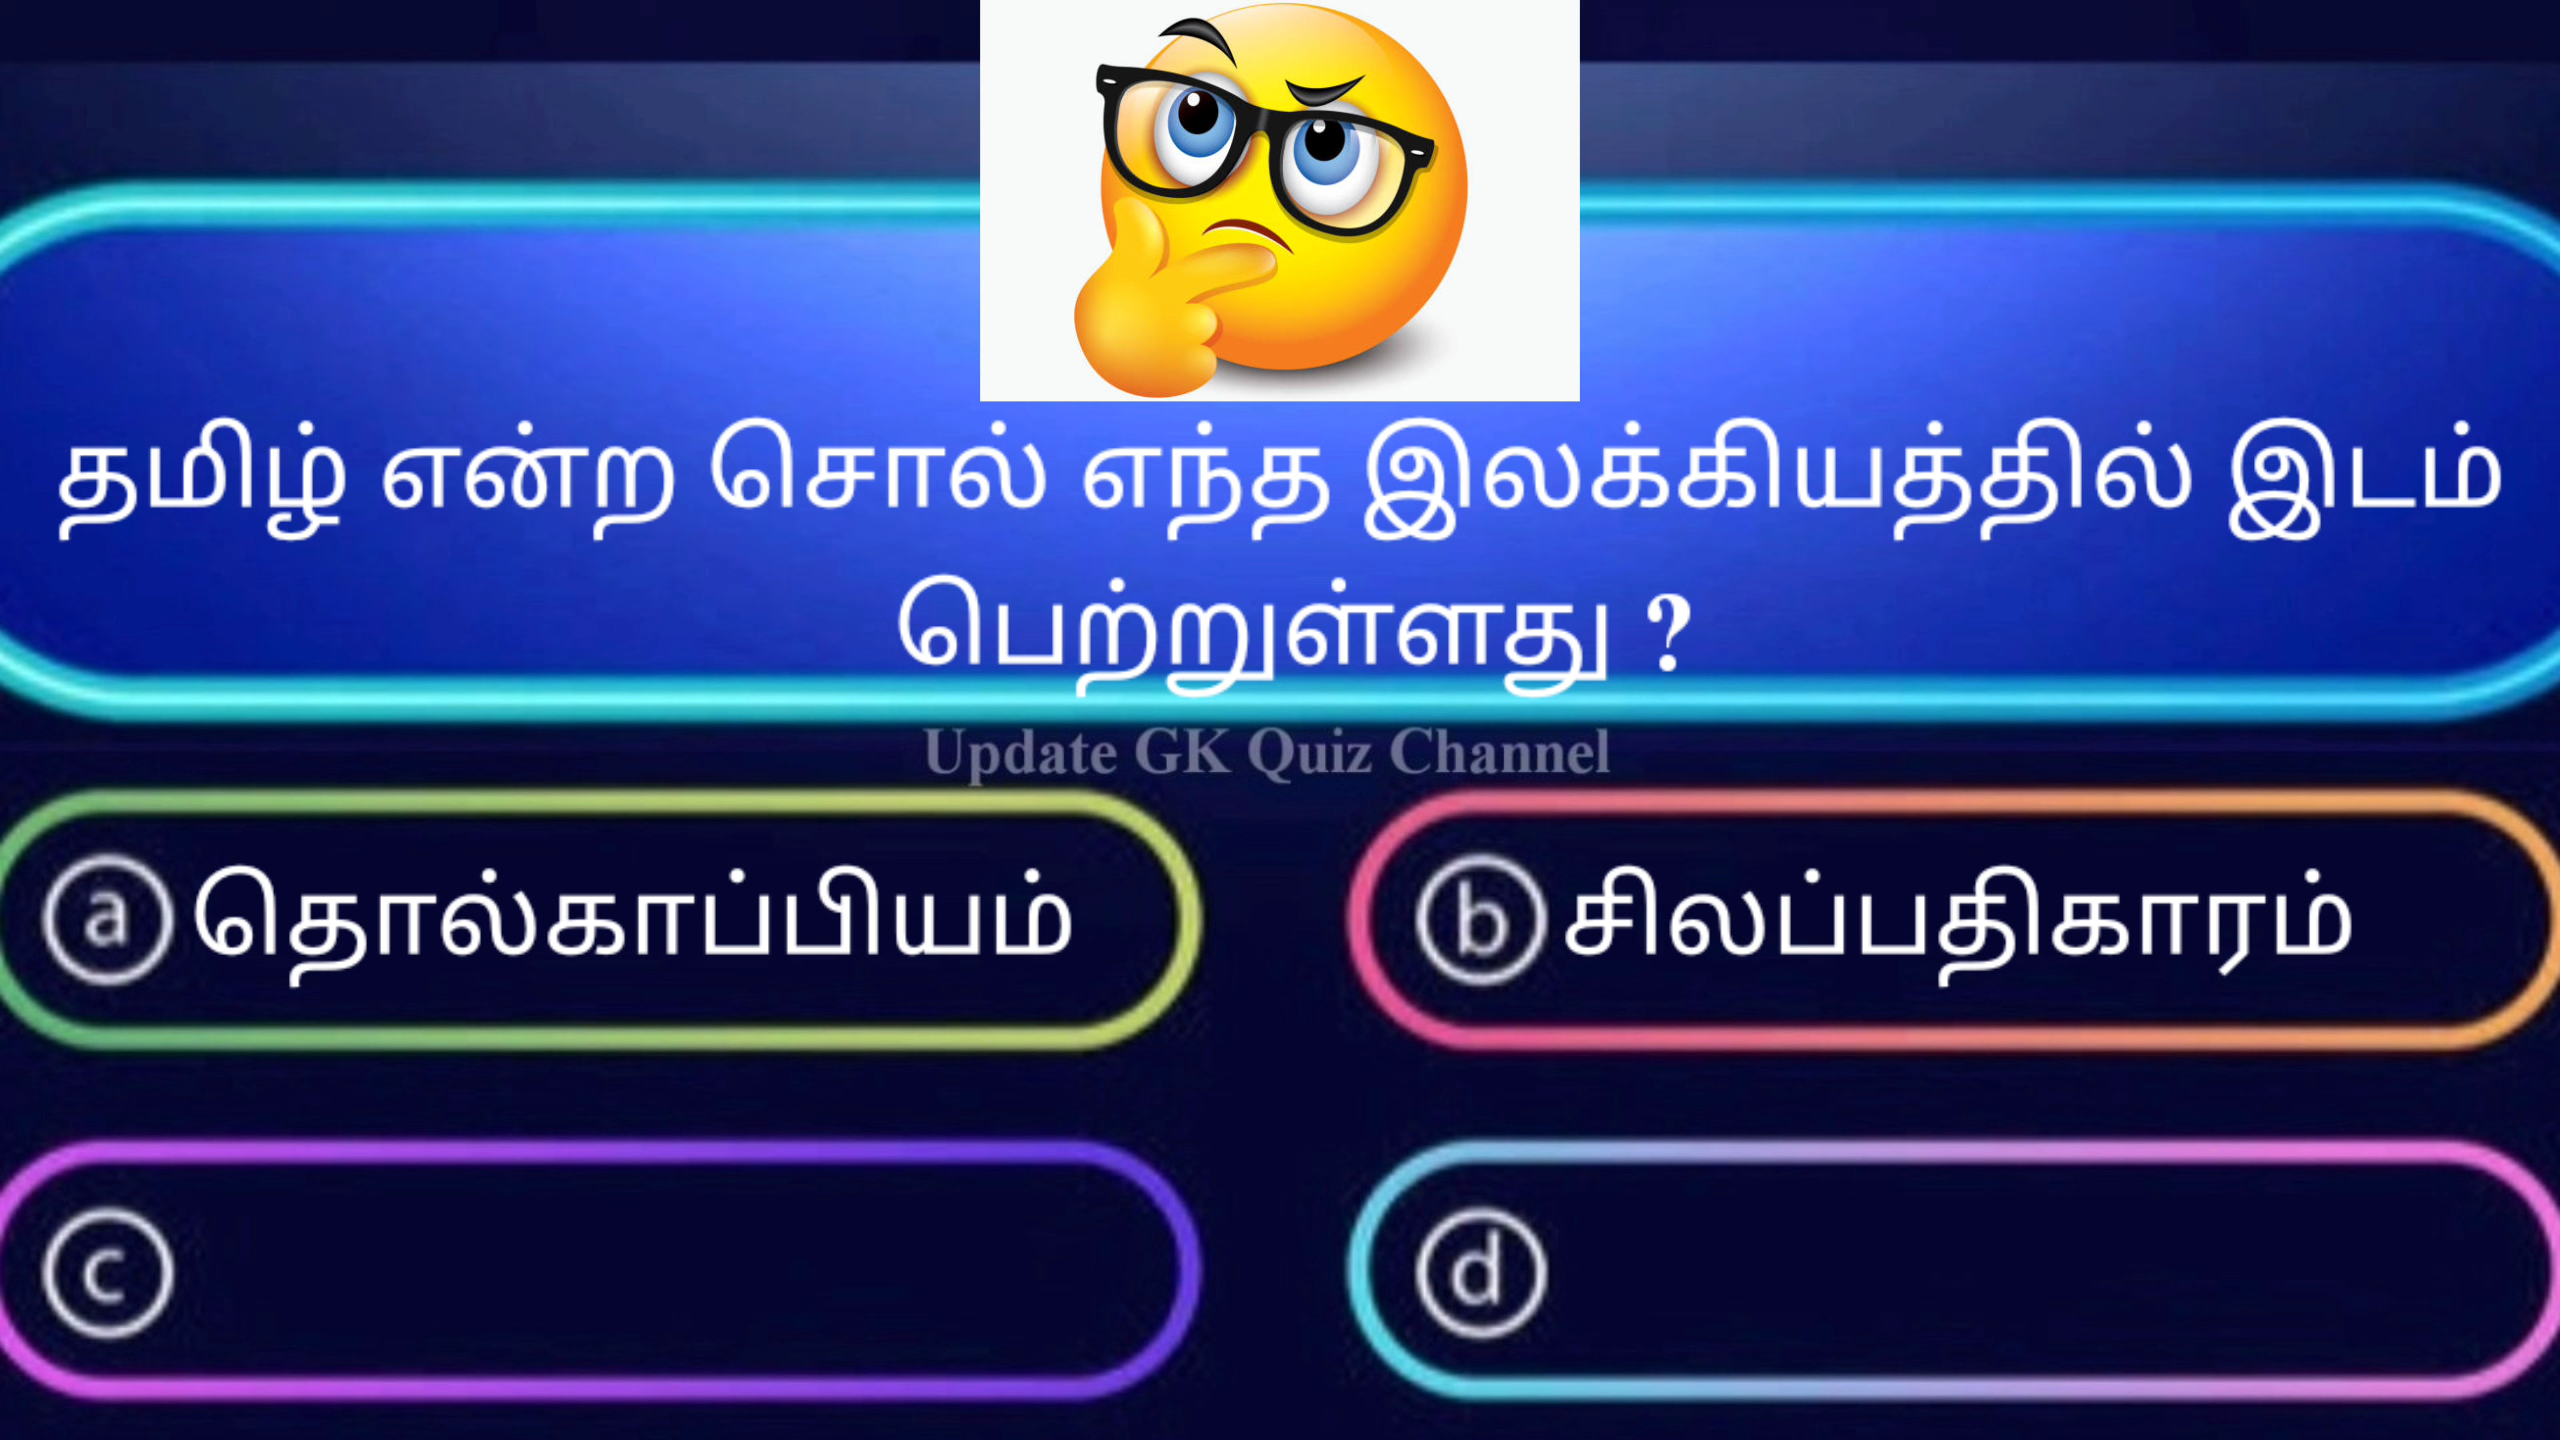 தமிழ் என்ற சொல் எந்த இலக்கியத்தில் இடம்
பெற்றுள்ளது ?
Update GK Quiz Channel
a தொல்காப்பியம்
b சிலப்பதிகாரம்
c
d